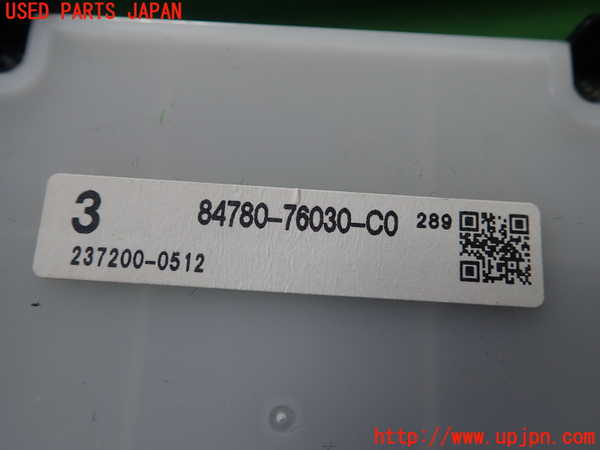 USED PARTS JAPAN
3 84780-76030-C0 289
237200-0512
http://www.upjpn.com/